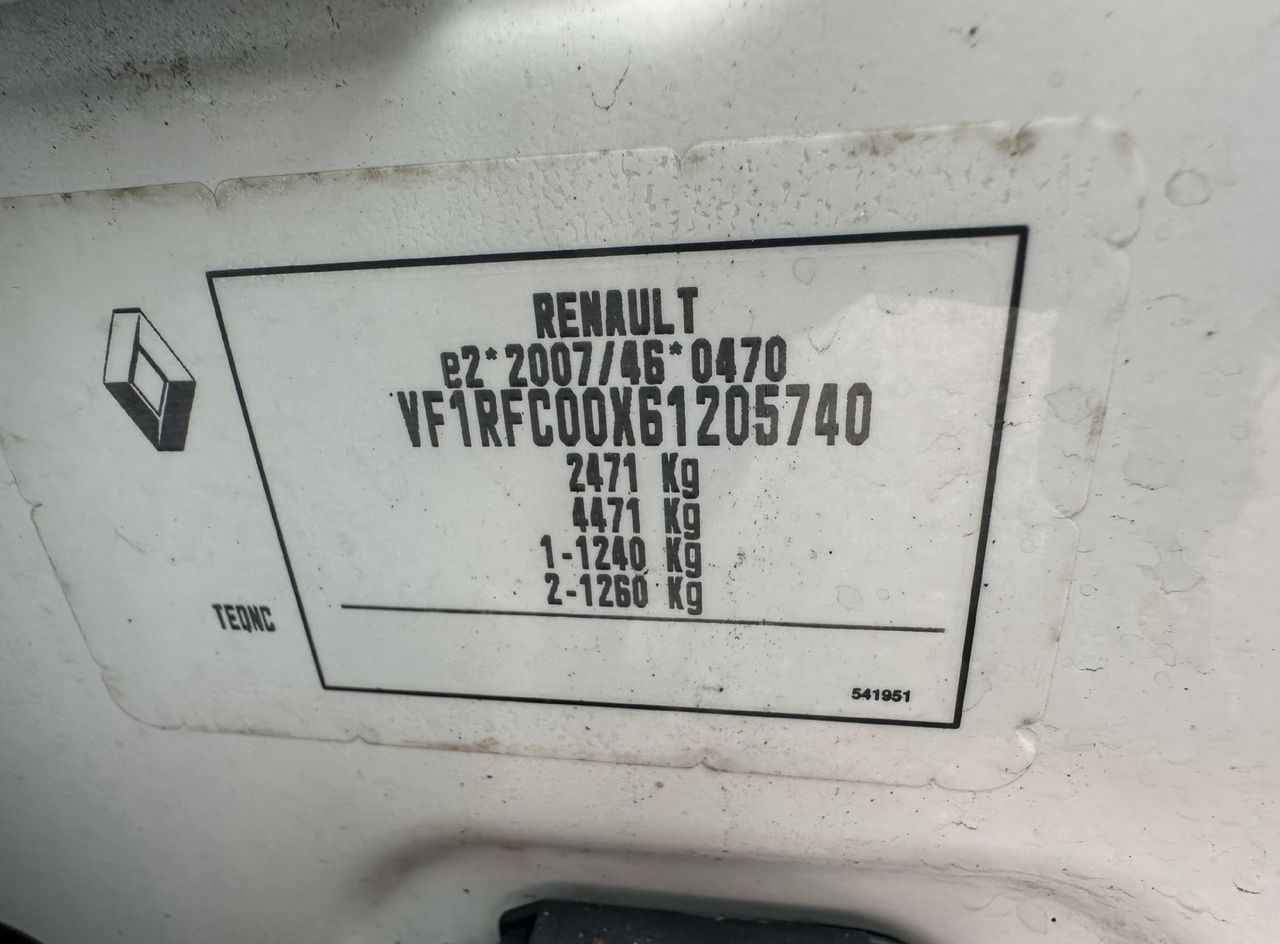 RENAULT
e2*2007/46*0470
VF1RFC00X61205740
2471 Kg
4471 Kg
1-1240 Kg
2-1260 Kg
TEQNC
541951